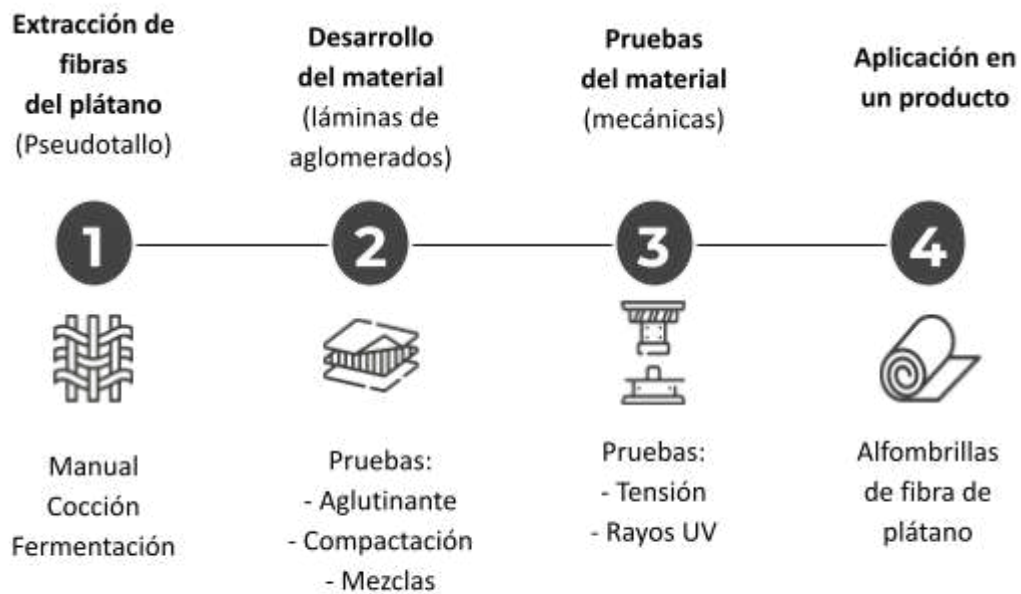 Extracción de
fibras
del plátano
(Pseudotallo)
1
Manual
Cocción
Fermentación
Desarrollo
del material
(láminas de
aglomerados)
2
Pruebas:
- Aglutinante
- Compactación
- Mezclas
Pruebas
del material
(mecánicas)
3
Pruebas:
- Tensión
- Rayos UV
Aplicación en
un producto
4
Alfombrillas
de fibra de
plátano